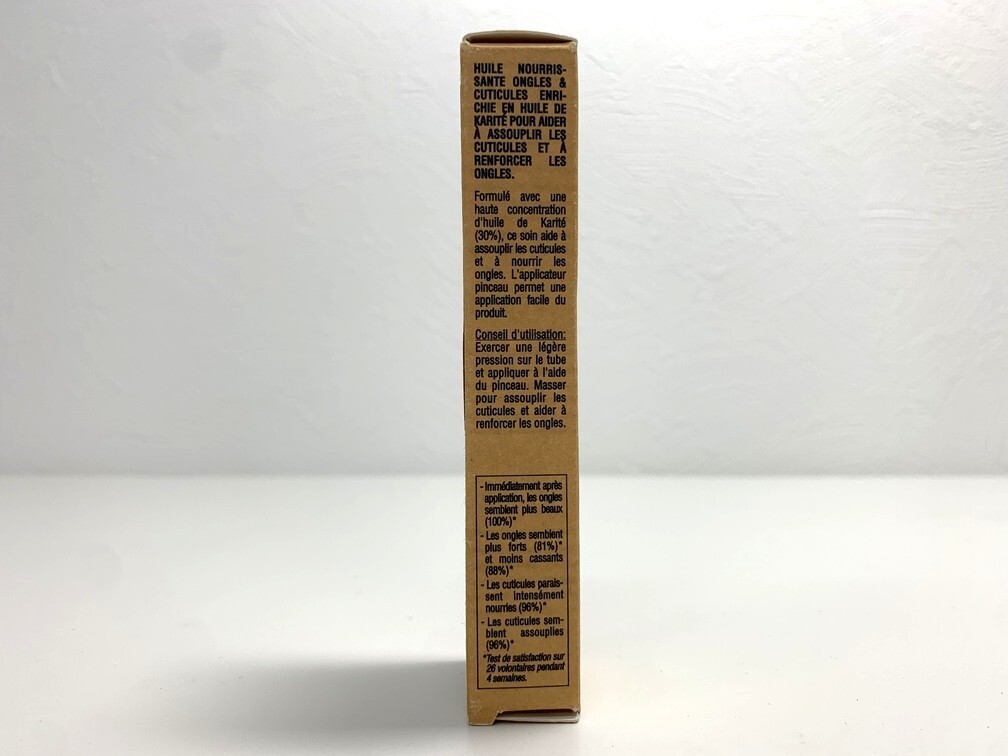 HUILE NOURRIS-
SANTE ONGLES &
CUTICULES ENRI-
CHIE EN HUILE DE
KARITÉ POUR AIDER
À ASSOUPLIR LES
CUTICULES ET À
RENFORCER LES
ONGLES.
Formulé avec une
haute concentration
d'huile de Karité
(30%), ce soin aide à
assouplir les cuticules
et à nourrir les
ongles. L'applicateur
pinceau permet une
application facile du
produit.
Conseil d'utilisation:
Exercer une légère
pression sur le tube
et appliquer à l'aide
du pinceau. Masser
pour assouplir les
cuticules et aider à
renforcer les ongles.
- Immédiatement après
application, les ongles
semblent plus beaux
(100%)*
- Les ongles semblent
plus forts (81%)*
et moins cassants
(88%)*
- Les cuticules parais-
sent intensément
nourries (96%)*
- Les cuticules sem-
blent assouplies
(96%)*
*Test de satisfaction sur
26 volontaires pendant
4 semaines.